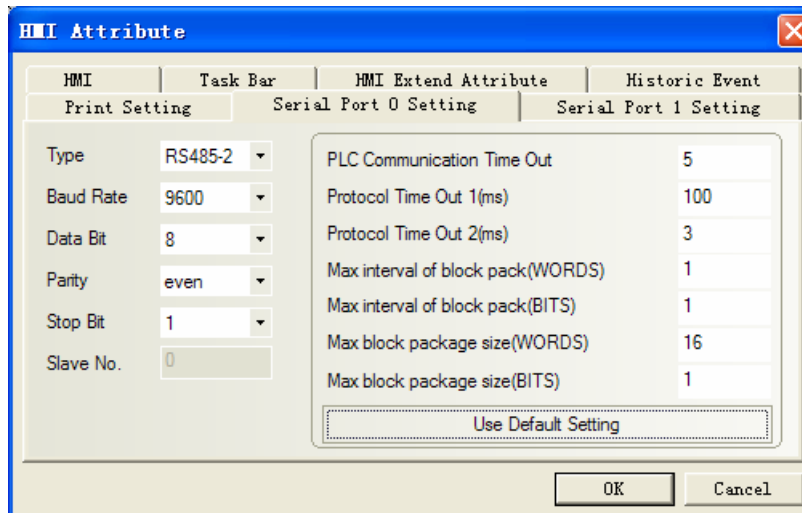 HMI Attribute
HMI Task Bar HMI Extend Attribute Historic Event
Print Setting Serial Port 0 Setting Serial Port 1 Setting
Type RS485-2
Baud Rate 9600
Data Bit 8
Parity even
Stop Bit 1
Slave No. 0
PLC Communication Time Out 5
Protocol Time Out 1(ms) 100
Protocol Time Out 2(ms) 3
Max interval of block pack(WORDS) 1
Max interval of block pack(BITS) 1
Max block package size(WORDS) 16
Max block package size(BITS) 1
Use Default Setting
OK Cancel